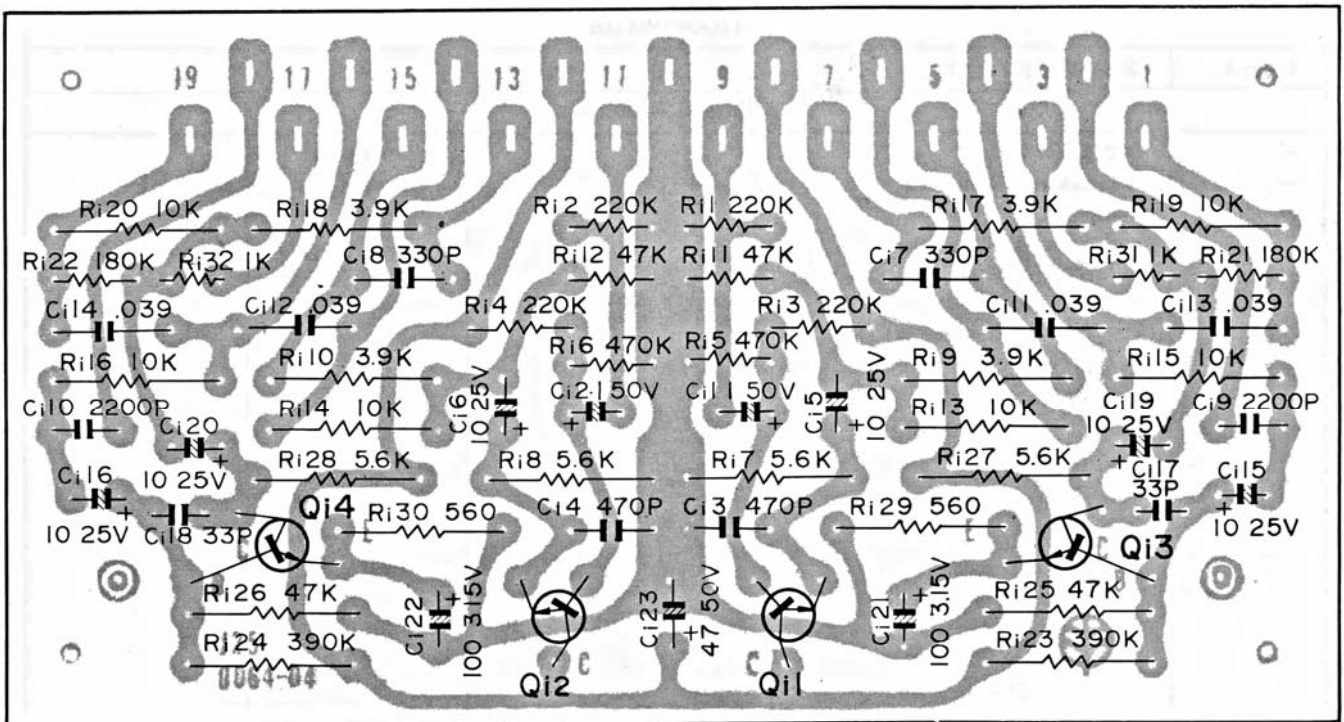 19 17 15 13 11 9 7 5 3 1
Ri20 10K Ri18 3.9K Ri2 220K Ri1 220K Ri17 3.9K Ri19 10K
Ri22 180K Ri32 1K Ci8 330P Ri12 47K Ri11 47K Ci7 330P Ri31 1K Ri21 180K
Ci14 .039 Ci12 .039 Ri4 220K Ri3 220K Ci11 .039 Ci13 .039
Ri16 10K Ri10 3.9K Ri6 470K Ri5 470K Ri9 3.9K Ri15 10K
Ci10 2200P Ri14 10K Ci6 10 25V Ci2 1 50V Ci1 1 50V Ci5 10 25V Ri13 10K Ci19 10 25V Ci9 2200P
Ci20 10 25V Ri28 5.6K Ri8 5.6K Ri7 5.6K Ri27 5.6K Ci17 33P Ci15 10 25V
Ci16 10 25V Ci18 33P Qi4 Ri30 560 Ci4 470P Ci3 470P Ri29 560 Qi3
E E C C
Ri26 47K Ci22 100 3.15V Ci23 47 50V Ci21 100 3.15V Ri25 47K
Ri24 390K C C Ri23 390K
0064-04 Qi2 Qi1